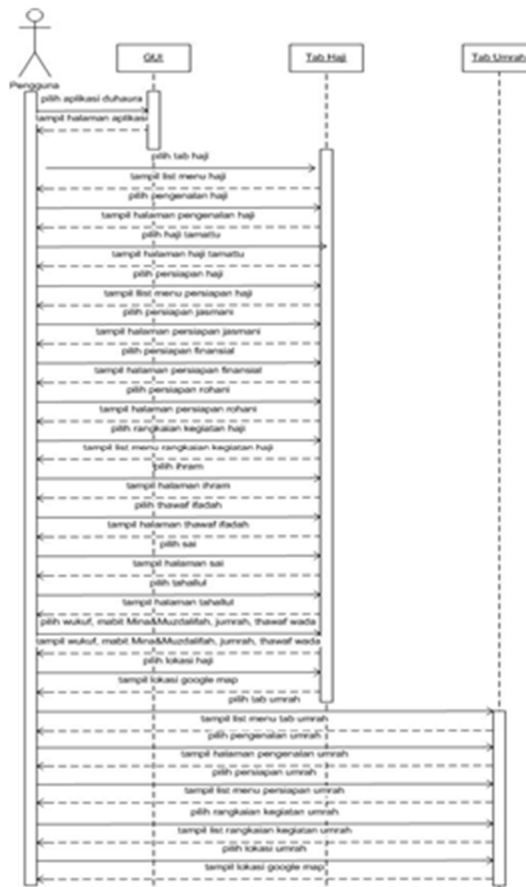 GUI
Tab Haji
Tab Umrah
Pengguna
pilih aplikasi duhaura
tampil halaman aplikasi
pilih tab haji
tampil list menu haji
pilih pengenalan haji
tampil halaman pengenalan haji
pilih haji tamattu
tampil halaman haji tamattu
pilih persiapan haji
tampil llist menu persiapan haji
pilih persiapan jasmani
tampil halaman persiapan jasmani
pilih persiapan finansial
tampil halaman persiapan finansial
pilih persiapan rohani
tampil halaman persiapan rohani
pilih rangkaian kegiatan haji
tampil list menu rangkaian kegiatan haji
pilih ihram
tampil halaman ihram
pilih thawaf ifadah
tampil halaman thawaf ifadah
pilih sai
tampil halaman sai
pilih tahallul
tampil halaman tahallul
pilih wukuf, mabit Mina&Muzdalifah, jumrah, thawaf wada
tampil wukuf, mabit Mina&Muzdalifah, jumrah, thawaf wada
pilih lokasi haji
tampil lokasi google map
pilih tab umrah
tampil list menu tab umrah
pilih pengenalan umrah
tampil halaman pengenalan umrah
pilih persiapan umrah
tampil list menu persiapan umrah
pilih rangkaian kegiatan umrah
tampil list rangkaian kegiatan umrah
pilih lokasi umrah
tampil lokasi google map